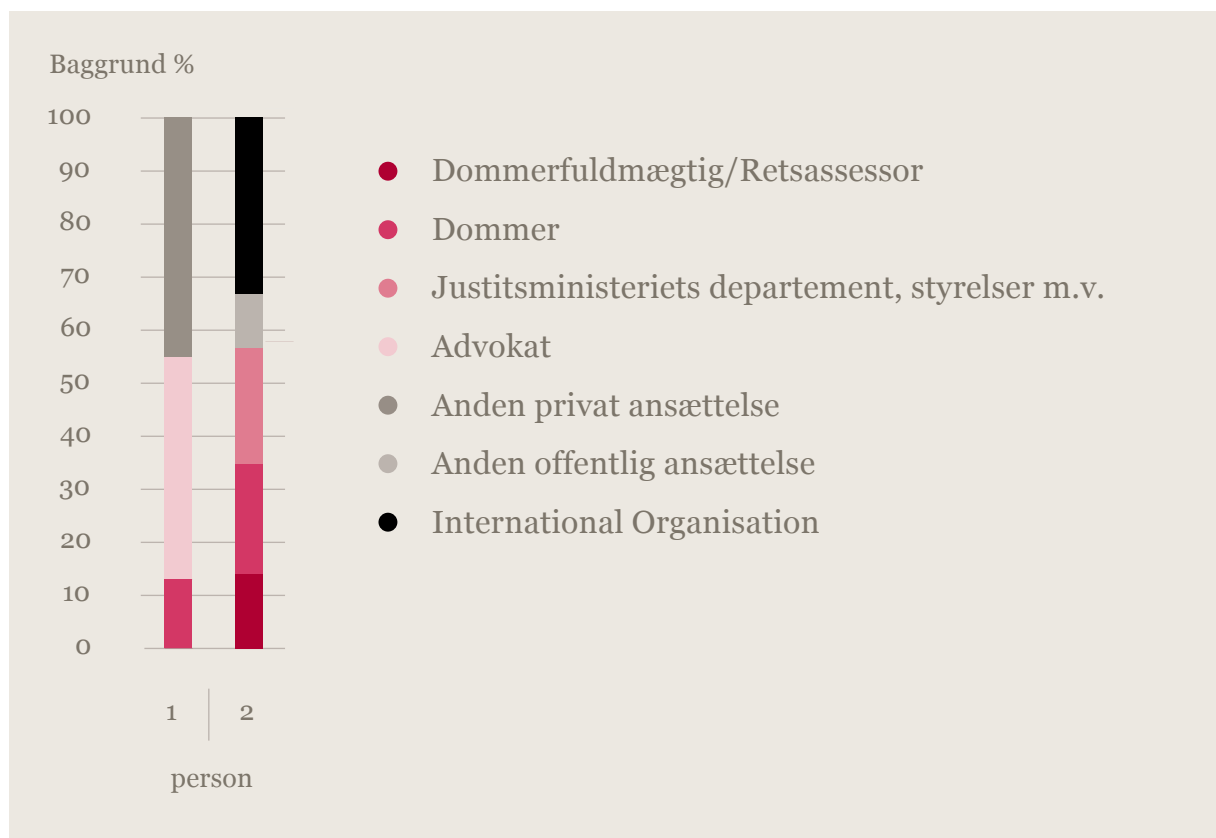 Baggrund %
100
90
80
70
60
50
40
30
20
10
0
1
2
person
Dommerfuldmægtig/Retsassessor
Dommer
Justitsministeriets departement, styrelser m.v.
Advokat
Anden privat ansættelse
Anden offentlig ansættelse
International Organisation